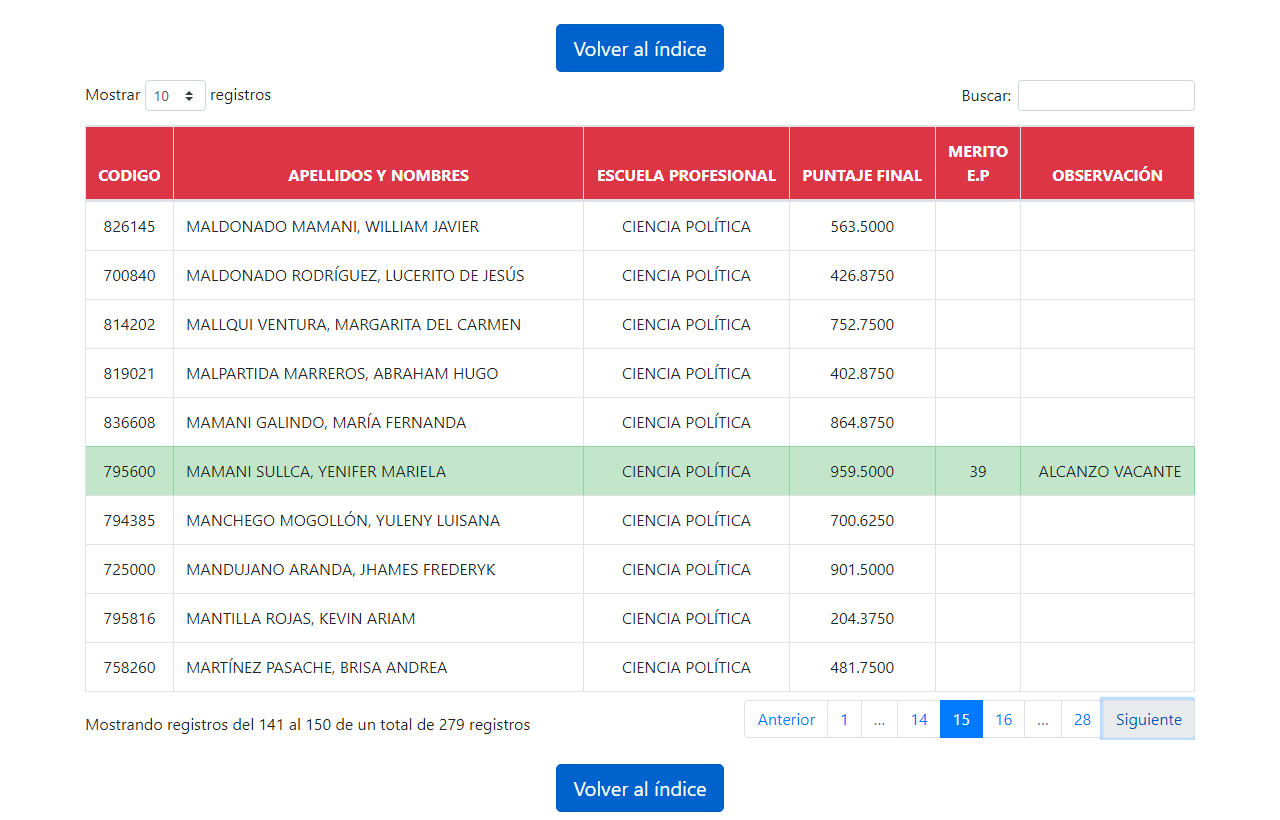 Volver al índice
Mostrar 10 registros Buscar:
CODIGO APELLIDOS Y NOMBRES ESCUELA PROFESIONAL PUNTAJE FINAL MERITO E.P OBSERVACIÓN
826145 MALDONADO MAMANI, WILLIAM JAVIER CIENCIA POLÍTICA 563.5000
700840 MALDONADO RODRÍGUEZ, LUCERITO DE JESÚS CIENCIA POLÍTICA 426.8750
814202 MALLQUI VENTURA, MARGARITA DEL CARMEN CIENCIA POLÍTICA 752.7500
819021 MALPARTIDA MARREROS, ABRAHAM HUGO CIENCIA POLÍTICA 402.8750
836608 MAMANI GALINDO, MARÍA FERNANDA CIENCIA POLÍTICA 864.8750
795600 MAMANI SULLCA, YENIFER MARIELA CIENCIA POLÍTICA 959.5000 39 ALCANZO VACANTE
794385 MANCHEGO MOGOLLÓN, YULENY LUISANA CIENCIA POLÍTICA 700.6250
725000 MANDUJANO ARANDA, JHAMES FREDERYK CIENCIA POLÍTICA 901.5000
795816 MANTILLA ROJAS, KEVIN ARIAM CIENCIA POLÍTICA 204.3750
758260 MARTÍNEZ PASACHE, BRISA ANDREA CIENCIA POLÍTICA 481.7500
Mostrando registros del 141 al 150 de un total de 279 registros Anterior 1 ... 14 15 16 ... 28 Siguiente
Volver al índice